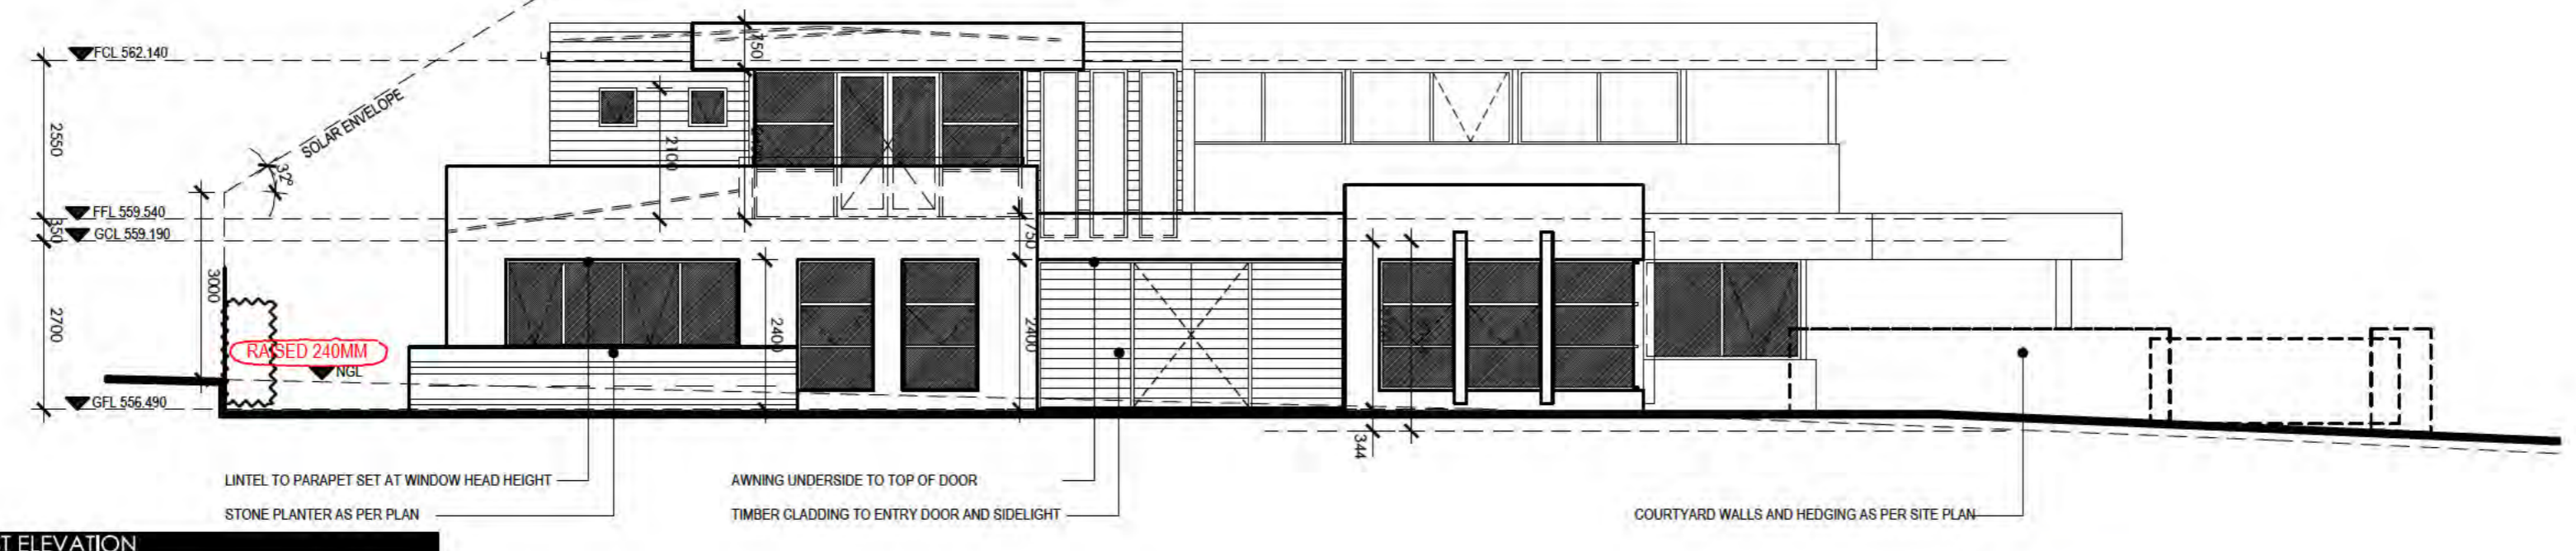 FCL 562.140
750
2550
SOLAR ENVELOPE
32°
2100
FFL 559.540
350
GCL 559.190
750
3000
2700
2400
2400
RAISED 240MM
NGL
GFL 556.490
344
LINTEL TO PARAPET SET AT WINDOW HEAD HEIGHT
AWNING UNDERSIDE TO TOP OF DOOR
STONE PLANTER AS PER PLAN
TIMBER CLADDING TO ENTRY DOOR AND SIDELIGHT
COURTYARD WALLS AND HEDGING AS PER SITE PLAN
T ELEVATION